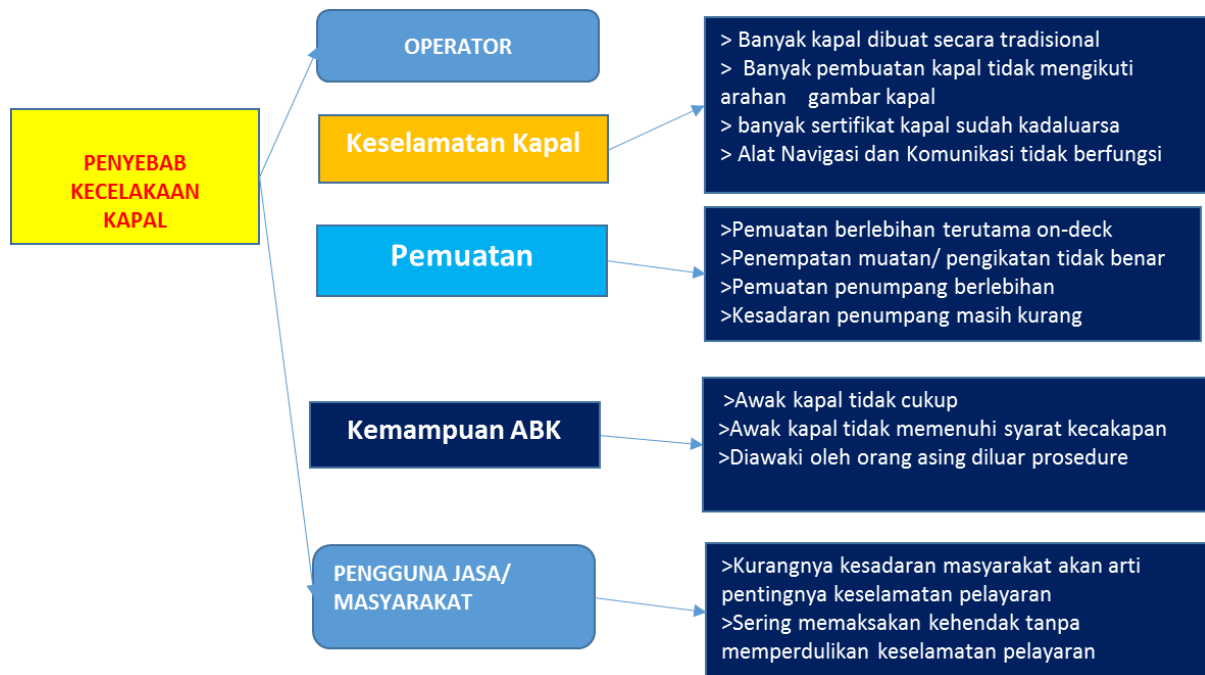 PENYEBAB
KECELAKAAN
KAPAL
OPERATOR
Keselamatan Kapal
> Banyak kapal dibuat secara tradisional
> Banyak pembuatan kapal tidak mengikuti
arahan gambar kapal
> banyak sertifikat kapal sudah kadaluarsa
> Alat Navigasi dan Komunikasi tidak berfungsi
Pemuatan
>Pemuatan berlebihan terutama on-deck
>Penempatan muatan/ pengikatan tidak benar
>Pemuatan penumpang berlebihan
>Kesadaran penumpang masih kurang
Kemampuan ABK
>Awak kapal tidak cukup
>Awak kapal tidak memenuhi syarat kecakapan
>Diawaki oleh orang asing diluar prosedure
PENGGUNA JASA/
MASYARAKAT
>Kurangnya kesadaran masyarakat akan arti
pentingnya keselamatan pelayaran
>Sering memaksakan kehendak tanpa
memperdulikan keselamatan pelayaran